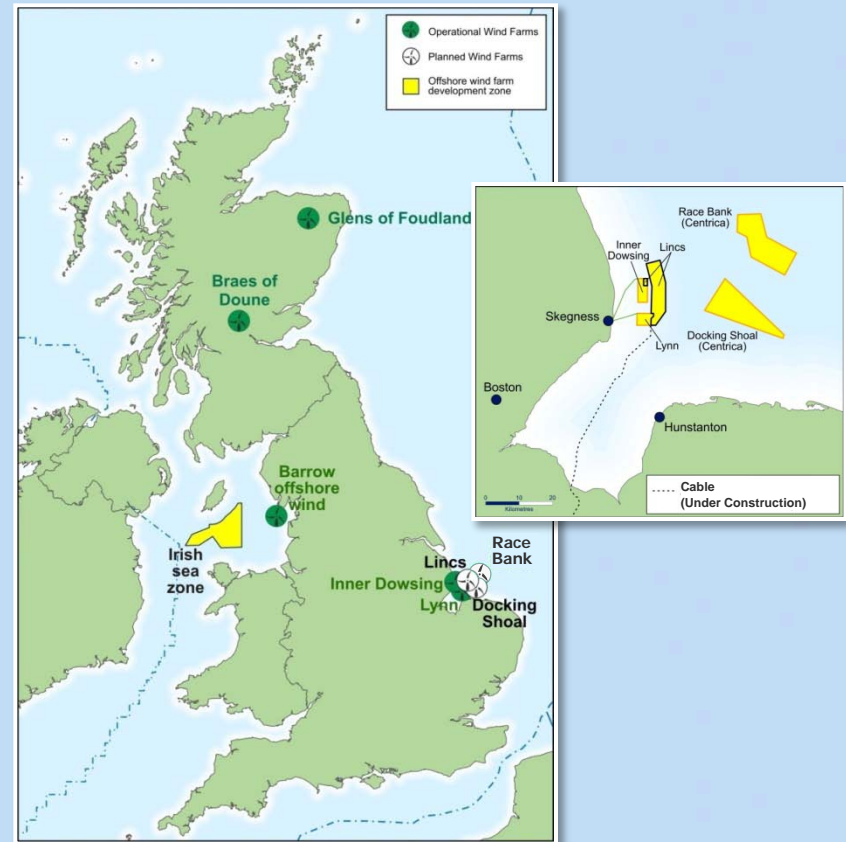 Operational Wind Farms
Planned Wind Farms
Offshore wind farm
development zone
Glens of Foudland
Braes of
Doune
Barrow
offshore
wind
Irish
sea
zone
Race
Bank
Lincs
Inner Dowsing
Lynn
Docking
Shoal
Race Bank
(Centrica)
Inner
Dowsing
Lincs
Skegness
Lynn
Docking Shoal
(Centrica)
Boston
Hunstanton
0 10 20
Kilometres
Cable
(Under Construction)